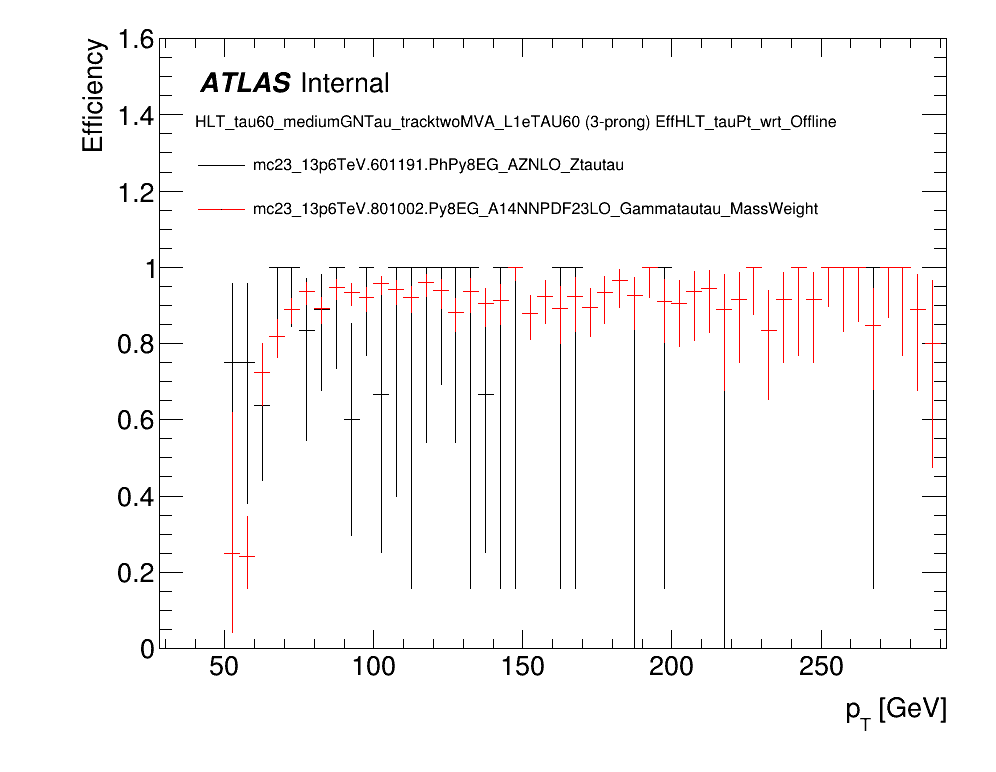 Efficiency
1.6
1.4
1.2
1
0.8
0.6
0.4
0.2
0
ATLAS Internal
HLT_tau60_mediumGNTau_tracktwoMVA_L1eTAU60 (3-prong) EffHLT_tauPt_wrt_Offline
mc23_13p6TeV.601191.PhPy8EG_AZNLO_Ztautau
mc23_13p6TeV.801002.Py8EG_A14NNPDF23LO_Gammatautau_MassWeight
50 100 150 200 250
p_T [GeV]